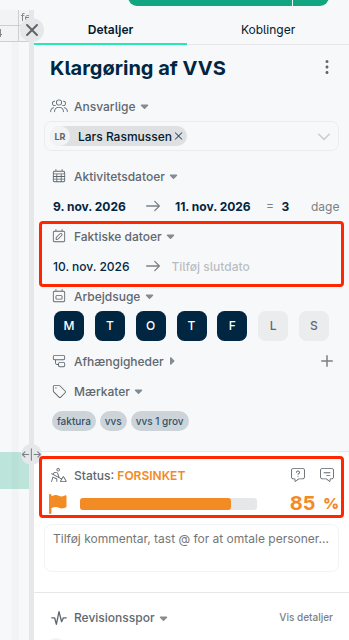 fe
4
Detaljer
Koblinger
Klargøring af VVS
Ansvarlige
LR Lars Rasmussen
Aktivitetsdatoer
9. nov. 2026 → 11. nov. 2026 = 3 dage
Faktiske datoer
10. nov. 2026 → Tilføj slutdato
Arbejdsuge
M T O T F L S
Afhængigheder
Mærkater
faktura vvs vvs 1 grov
Status: FORSINKET
85 %
Tilføj kommentar, tast @ for at omtale personer...
Revisionsspor
Vis detaljer